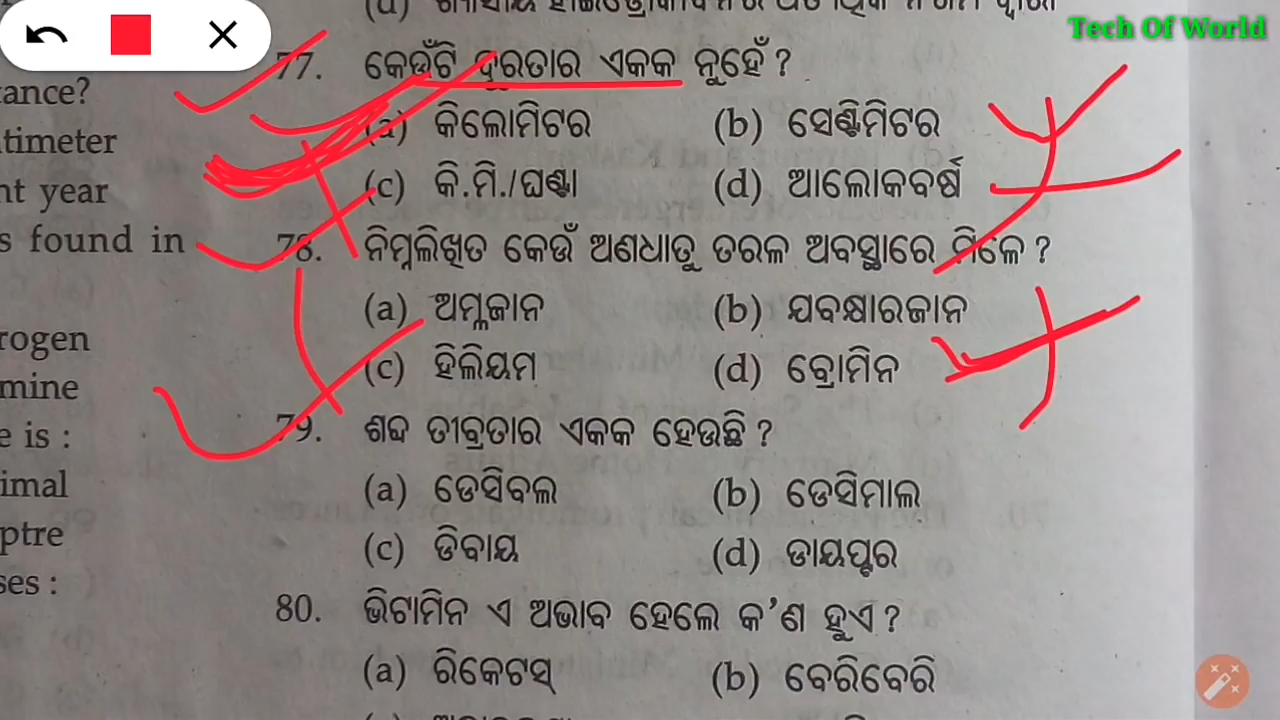 Tech Of World
77. କେଉଁଟି ଦୂରତାର ଏକକ ନୁହେଁ ?
tance?
(a) କିଲୋମିଟର (b) ସେଣ୍ଟିମିଟର
timeter
(c) କି.ମି./ଘଣ୍ଟା (d) ଆଲୋକବର୍ଷ
nt year
s found in
78. ନିମ୍ନଲିଖିତ କେଉଁ ଅଣଧାତୁ ତରଳ ଅବସ୍ଥାରେ ମିଳେ ?
(a) ଅମ୍ଳଜାନ (b) ଯବକ୍ଷାରଜାନ
rogen
(c) ହିଲିୟମ (d) ବ୍ରୋମିନ
mine
79. ଶବ୍ଦ ତୀବ୍ରତାର ଏକକ ହେଉଛି ?
e is :
(a) ଡେସିବଲ (b) ଡେସିମାଲ
imal
(c) ଡିବାୟ (d) ଡାୟପ୍ଟର
ptre
ses :
80. ଭିଟାମିନ ଏ ଅଭାବ ହେଲେ କ'ଣ ହୁଏ ?
(a) ରିକେଟସ୍ (b) ବେରିବେରି